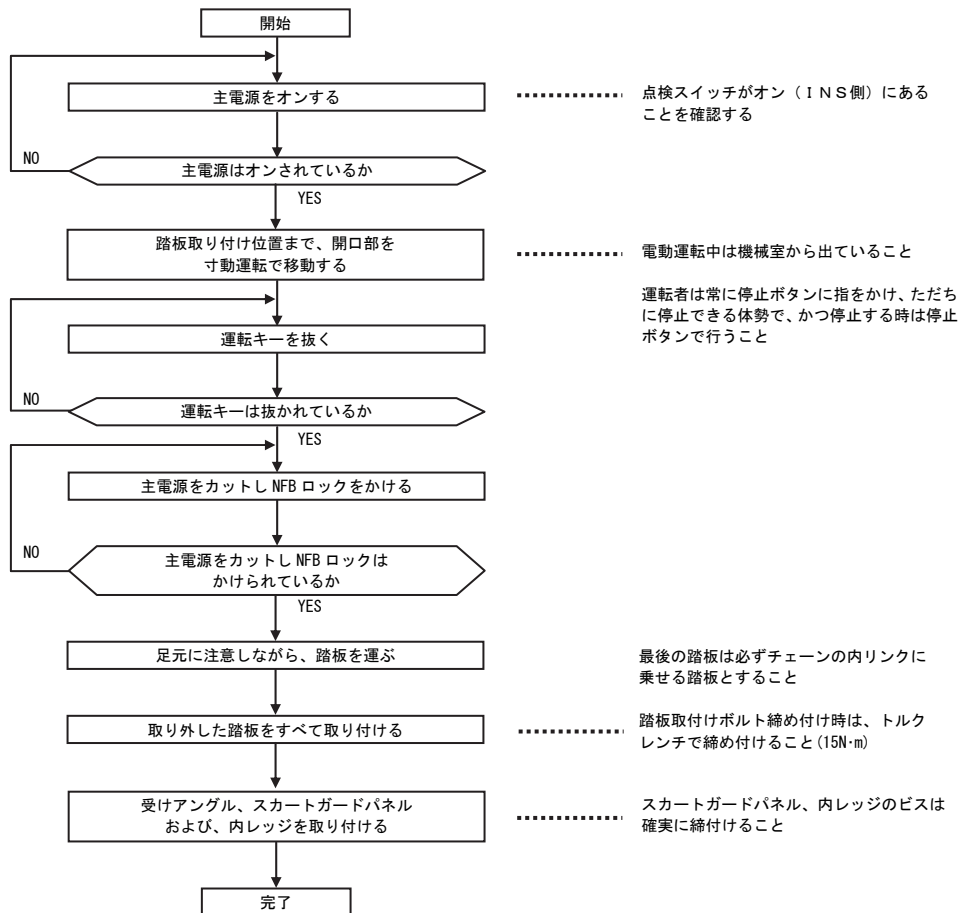 開始
主電源をオンする
点検スイッチがオン（ＩＮＳ側）にある
ことを確認する
NO
主電源はオンされているか
YES
踏板取り付け位置まで、開口部を
寸動運転で移動する
電動運転中は機械室から出ていること
運転者は常に停止ボタンに指をかけ、ただち
に停止できる体勢で、かつ停止する時は停止
ボタンで行うこと
運転キーを抜く
NO
運転キーは抜かれているか
YES
主電源をカットし NFB ロックをかける
NO
主電源をカットし NFB ロックは
かけられているか
YES
足元に注意しながら、踏板を運ぶ
最後の踏板は必ずチェーンの内リンクに
乗せる踏板とすること
取り外した踏板をすべて取り付ける
踏板取付けボルト締め付け時は、トルク
レンチで締め付けること(15N･m)
受けアングル、スカートガードパネル
および、内レッジを取り付ける
スカートガードパネル、内レッジのビスは
確実に締付けること
完了